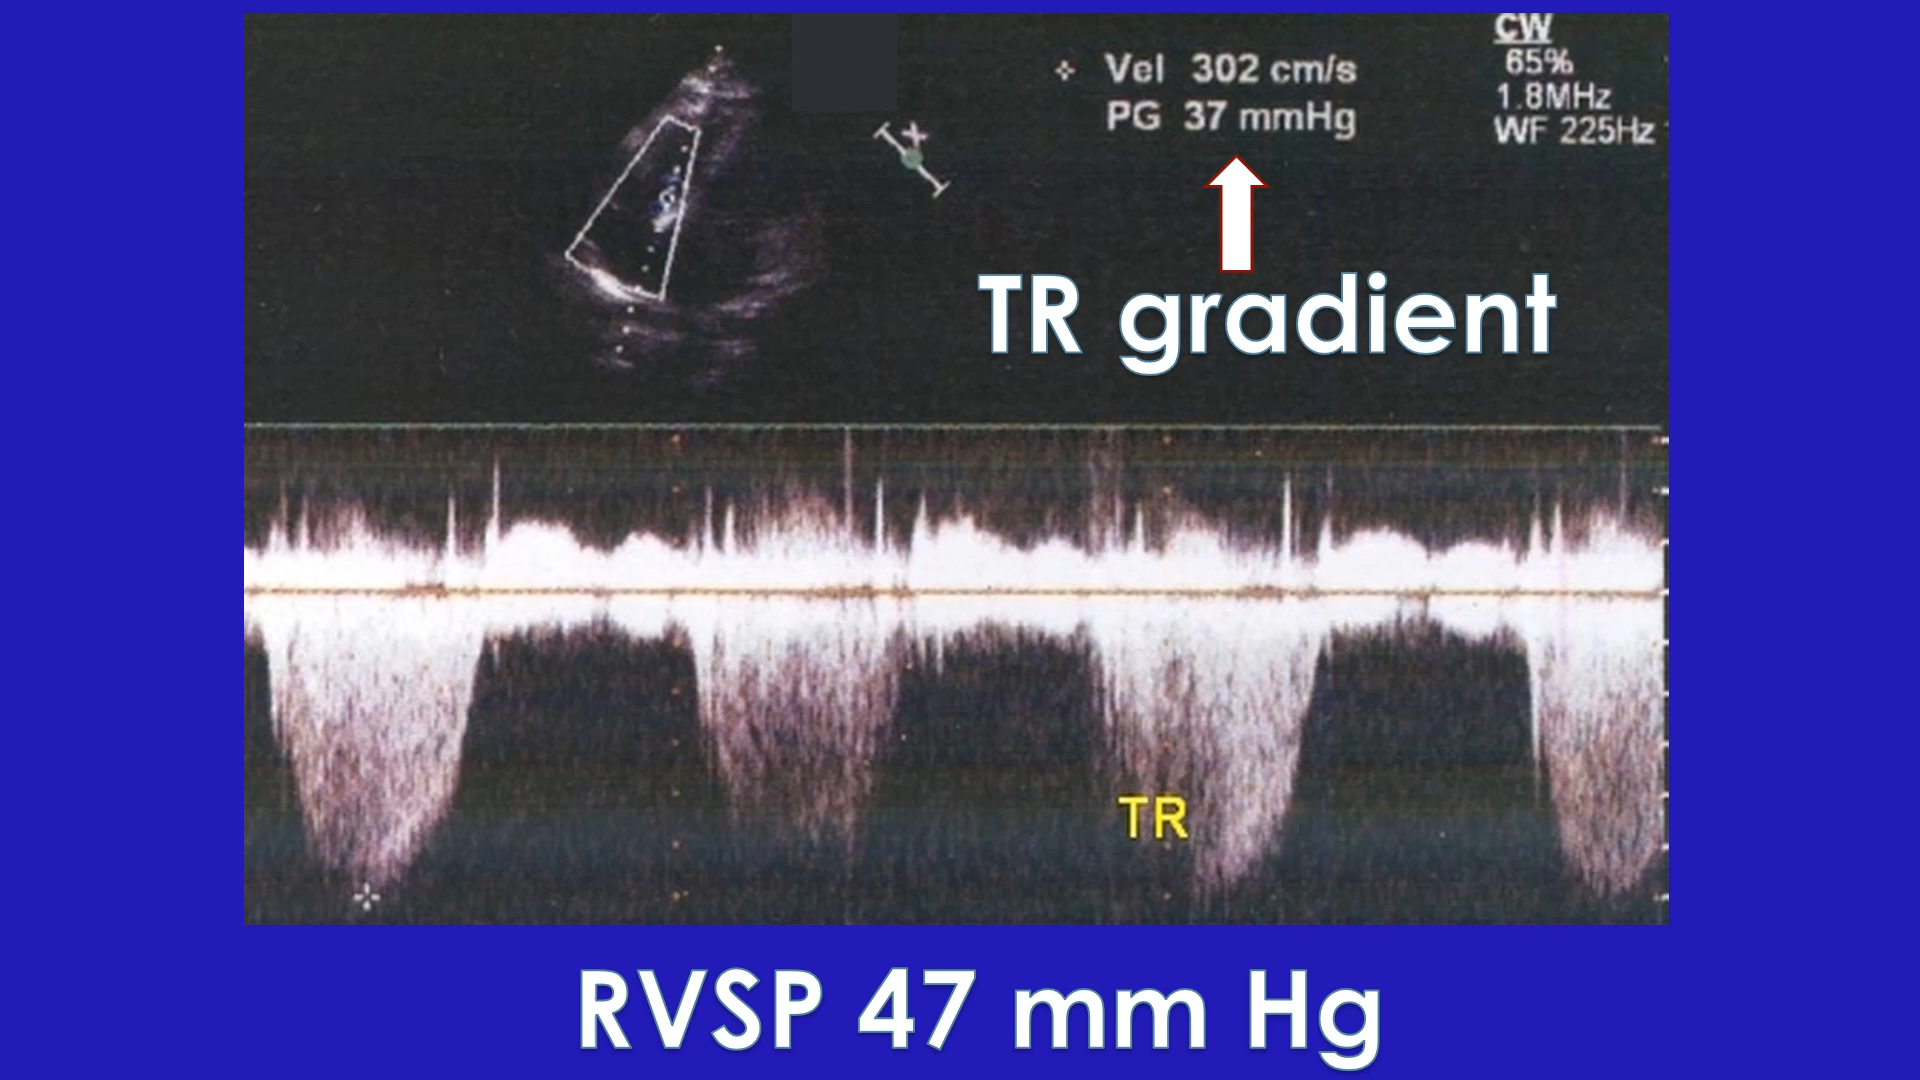 Vel 302 cm/s
PG 37 mmHg
CW
65%
1.8MHz
WF 225Hz
TR gradient
TR
RVSP 47 mm Hg